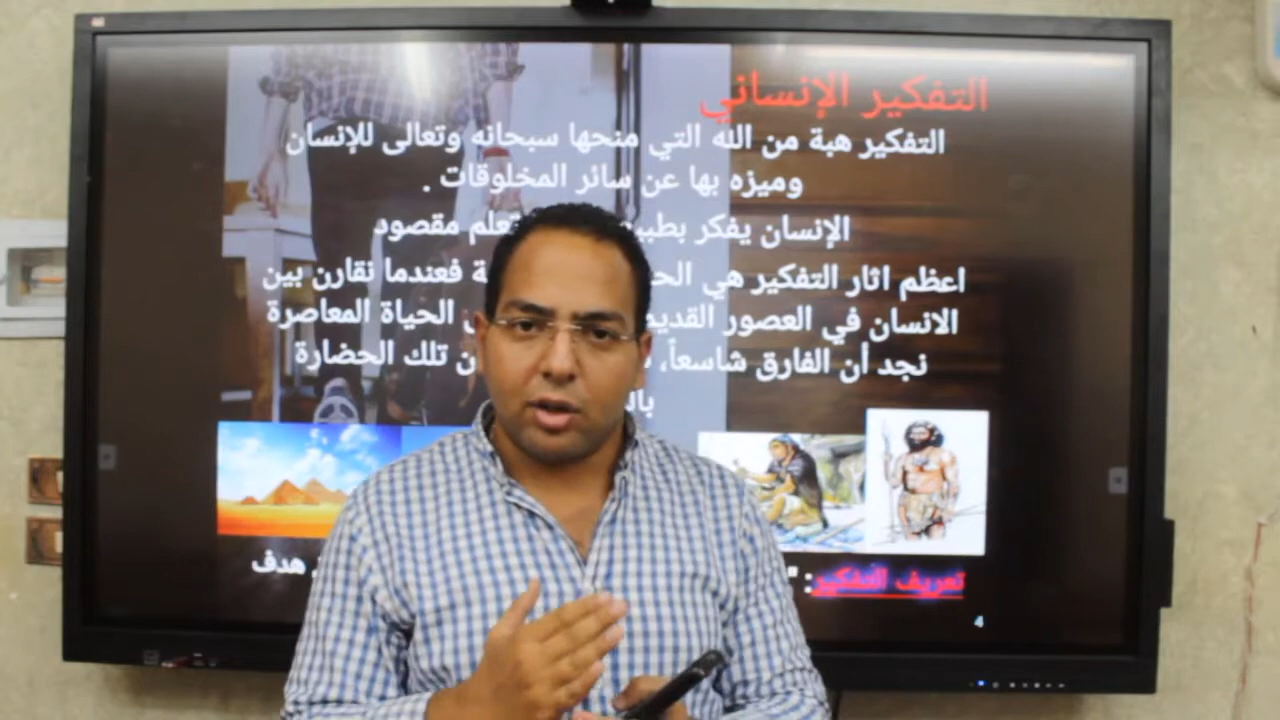 التفكير الإنساني
التفكير هبة من الله التي منحها سبحانه وتعالى للإنسان
وميزه بها عن سائر المخلوقات .
الإنسان يفكر تعلم مقصود
اعظم اثار التفكير هي فعندما نقارن بين
الانسان في العصور الحياة المعاصرة
نجد أن الفارق شاسعاً، تلك الحضارة
تعريف التفكير: " هدف
4